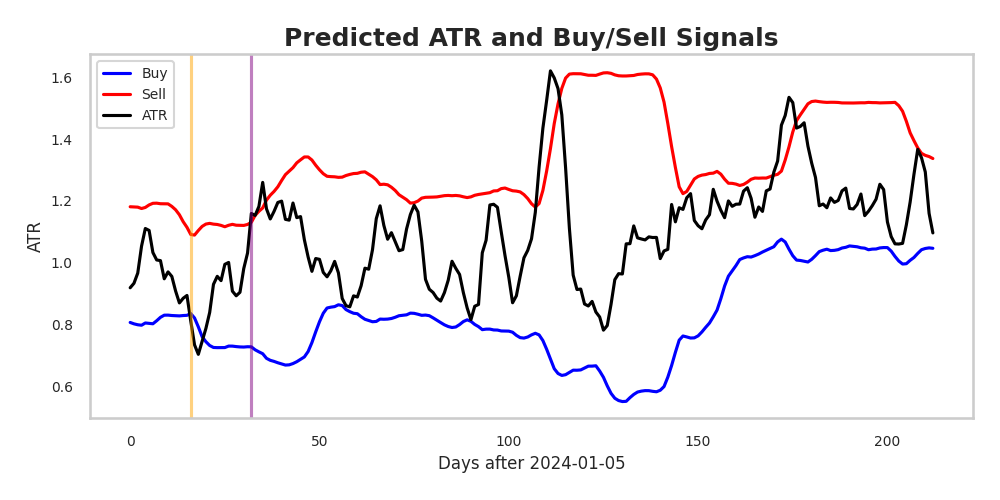 Predicted ATR and Buy/Sell Signals
Buy
Sell
ATR
ATR
1.6
1.4
1.2
1.0
0.8
0.6
0 50 100 150 200
Days after 2024-01-05